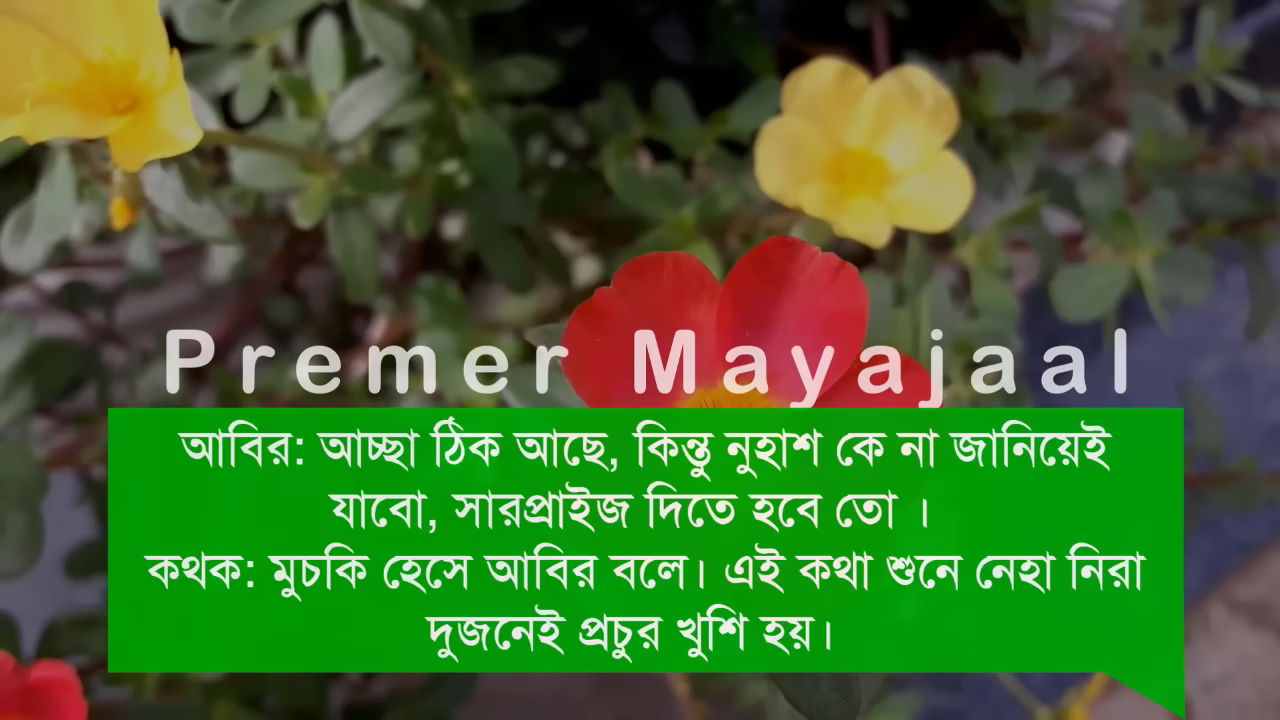 Premer Mayajaal
আবির: আচ্ছা ঠিক আছে, কিন্তু নুহাশ কে না জানিয়েই
যাবো, সারপ্রাইজ দিতে হবে তো ।
কথক: মুচকি হেসে আবির বলে। এই কথা শুনে নেহা নিরা
দুজনেই প্রচুর খুশি হয়।